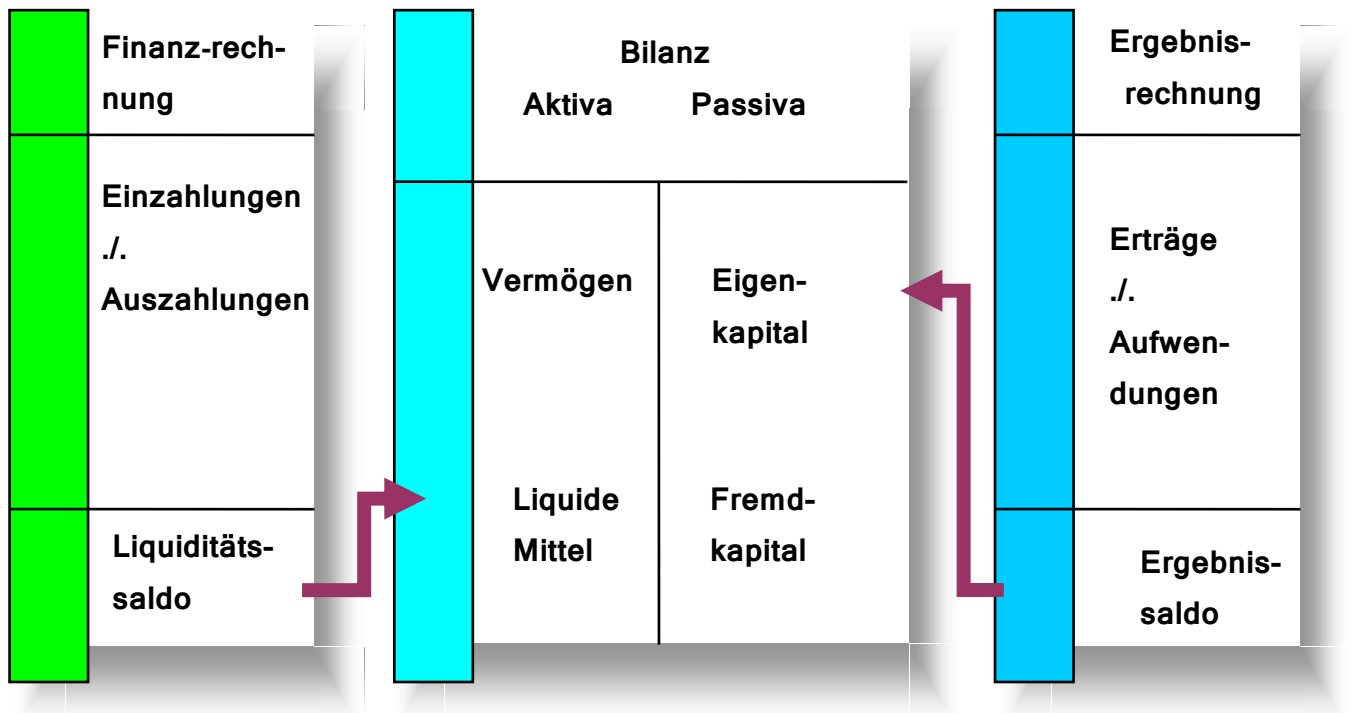 Finanz-rech-
nung
Einzahlungen
./.
Auszahlungen
Liquiditäts-
saldo
Bilanz
Aktiva Passiva
Vermögen
Eigen-
kapital
Liquide
Mittel
Fremd-
kapital
Ergebnis-
rechnung
Erträge
./.
Aufwen-
dungen
Ergebnis-
saldo